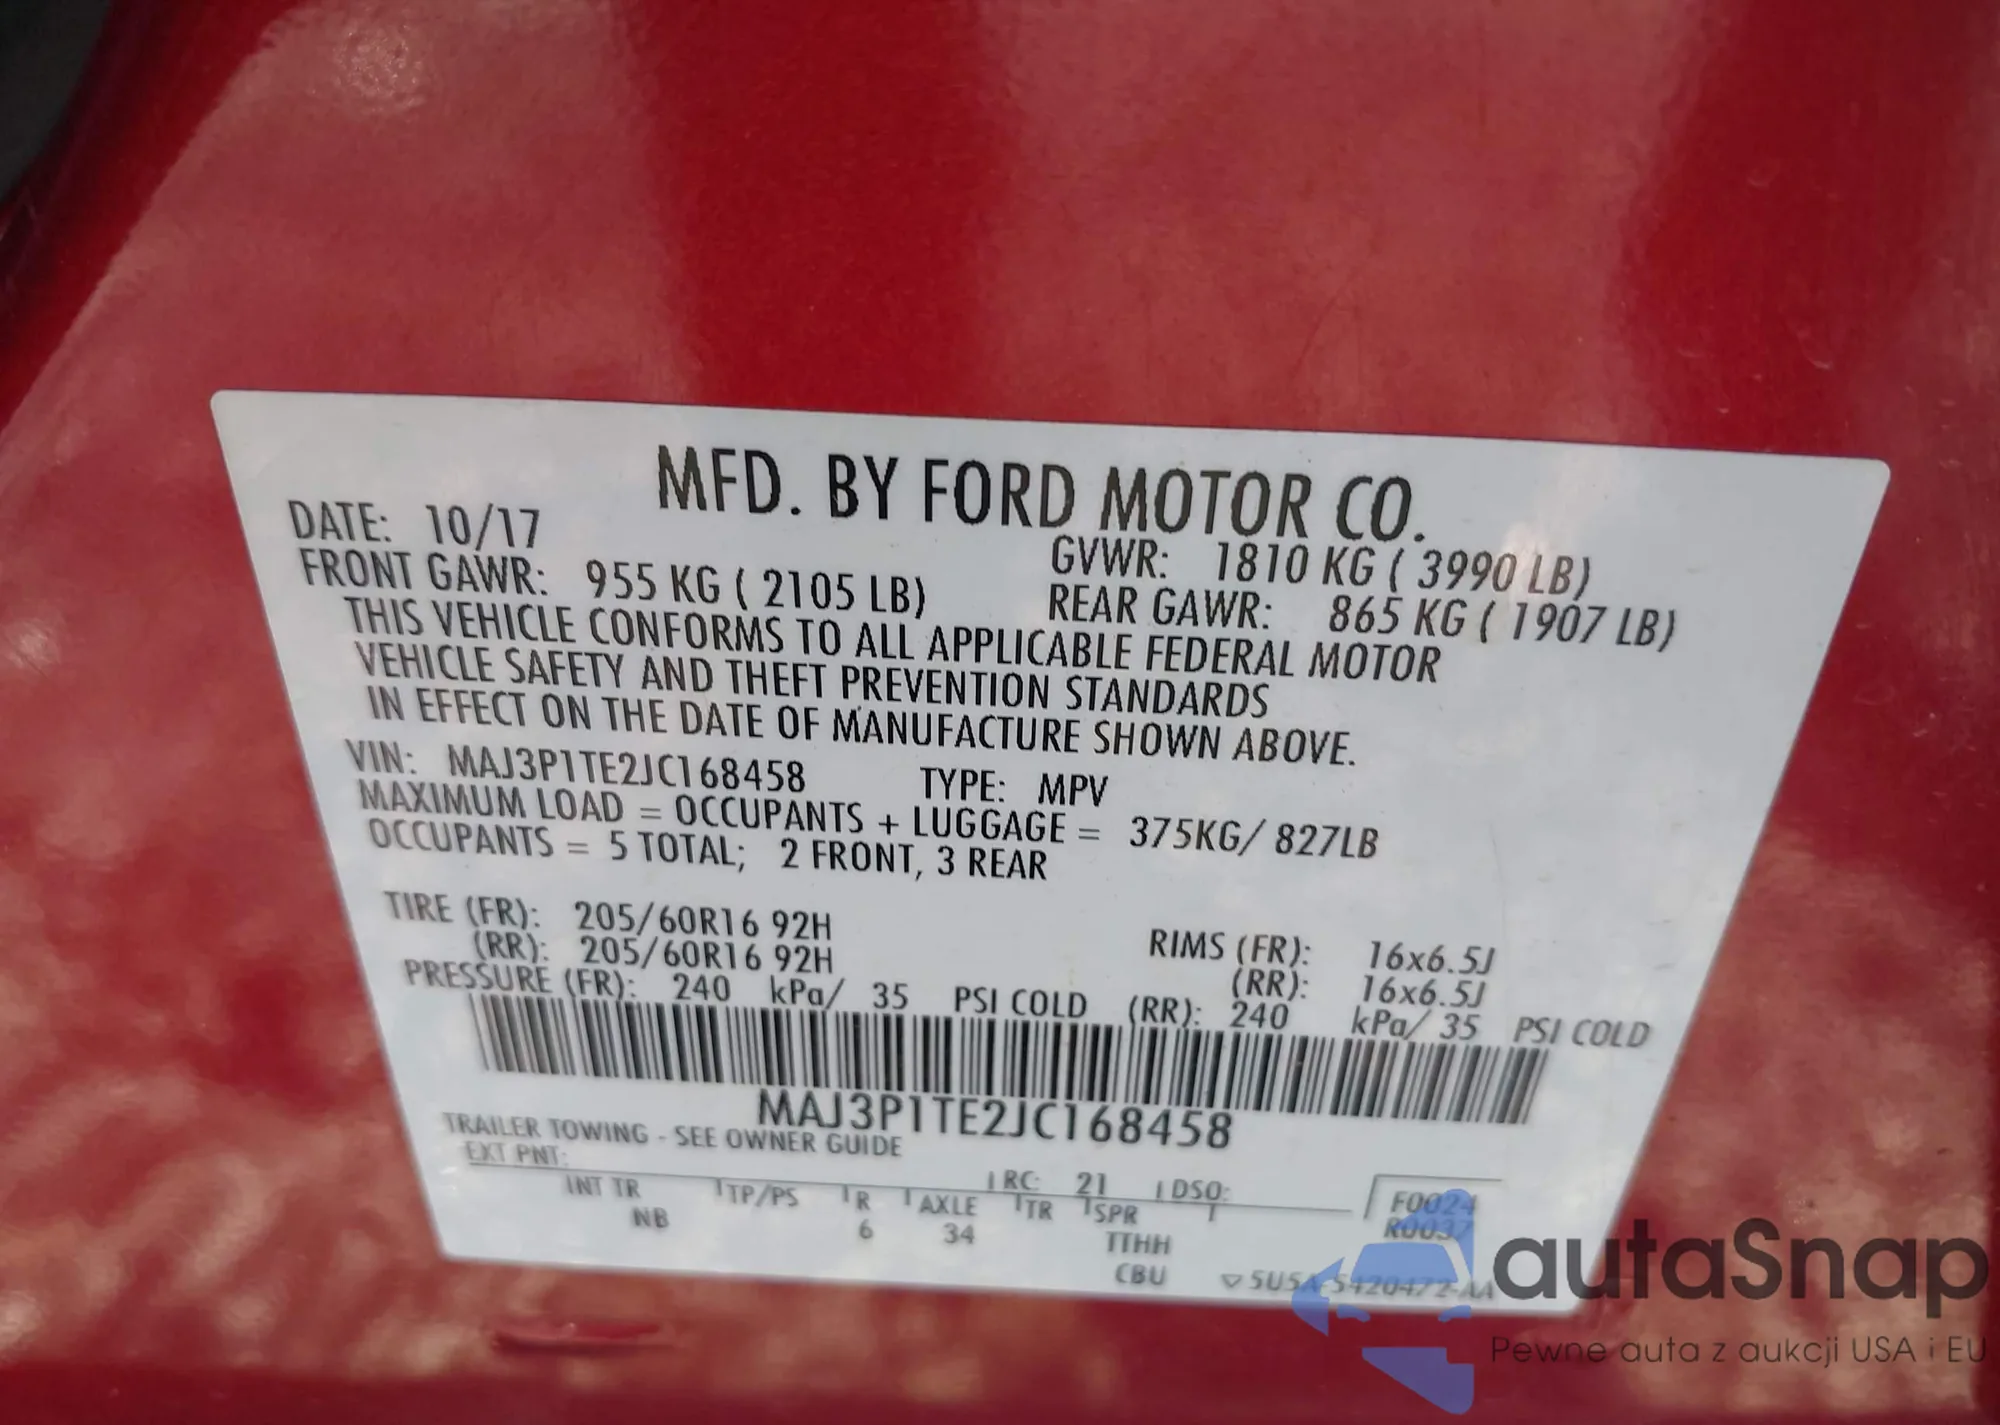 MFD. BY FORD MOTOR CO.
DATE: 10/17 GVWR: 1810 KG ( 3990 LB)
FRONT GAWR: 955 KG ( 2105 LB) REAR GAWR: 865 KG ( 1907 LB)
THIS VEHICLE CONFORMS TO ALL APPLICABLE FEDERAL MOTOR
VEHICLE SAFETY AND THEFT PREVENTION STANDARDS
IN EFFECT ON THE DATE OF MANUFACTURE SHOWN ABOVE.
VIN: MAJ3P1TE2JC168458 TYPE: MPV
MAXIMUM LOAD = OCCUPANTS + LUGGAGE = 375KG/ 827LB
OCCUPANTS = 5 TOTAL; 2 FRONT, 3 REAR
TIRE (FR): 205/60R16 92H RIMS (FR): 16x6.5J
(RR): 205/60R16 92H (RR): 16x6.5J
PRESSURE (FR): 240 kPa/ 35 PSI COLD (RR): 240 kPa/ 35 PSI COLD
MAJ3P1TE2JC168458
TRAILER TOWING - SEE OWNER GUIDE
EXT PNT: RC: 21 DSO: F0024
INT TR TP/PS R AXLE TR SPR R0037
NB 6 34 TTHH
CBU 5U5A-5420472-AA
autaSnap
Pewne auta z aukcji USA i EU